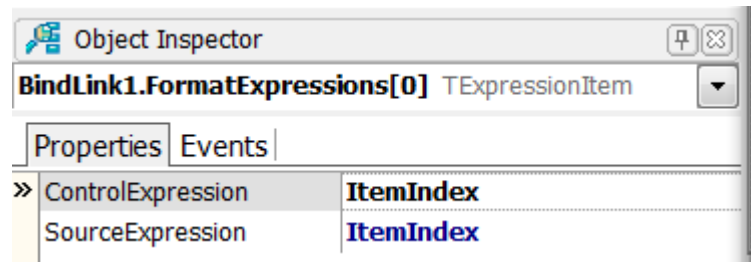 Object Inspector
BindLink1.FormatExpressions[0] TExpressionItem
Properties Events
» ControlExpression ItemIndex
SourceExpression ItemIndex